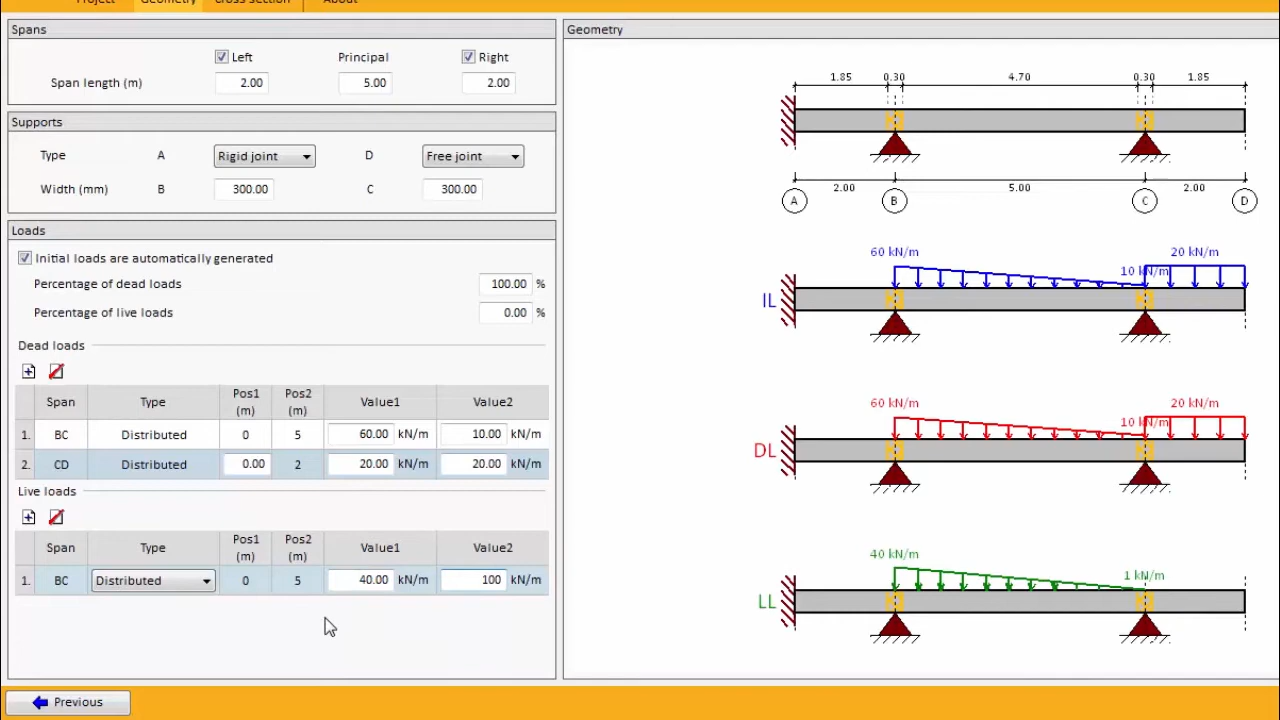 Project Geometry Cross section About
Spans
Left Principal Right
Span length (m) 2.00 5.00 2.00
Supports
Type A Rigid joint D Free joint
Width (mm) B 300.00 C 300.00
Loads
Initial loads are automatically generated
Percentage of dead loads 100.00 %
Percentage of live loads 0.00 %
Dead loads
Span Type Pos1 (m) Pos2 (m) Value1 Value2
1. BC Distributed 0 5 60.00 kN/m 10.00 kN/m
2. CD Distributed 0.00 2 20.00 kN/m 20.00 kN/m
Live loads
Span Type Pos1 (m) Pos2 (m) Value1 Value2
1. BC Distributed 0 5 40.00 kN/m 100 kN/m
Previous
Geometry
1.85 0.30 4.70 0.30 1.85
2.00 5.00 2.00
A B C D
60 kN/m 10 kN/m 20 kN/m
IL
60 kN/m 10 kN/m 20 kN/m
DL
40 kN/m 1 kN/m
LL